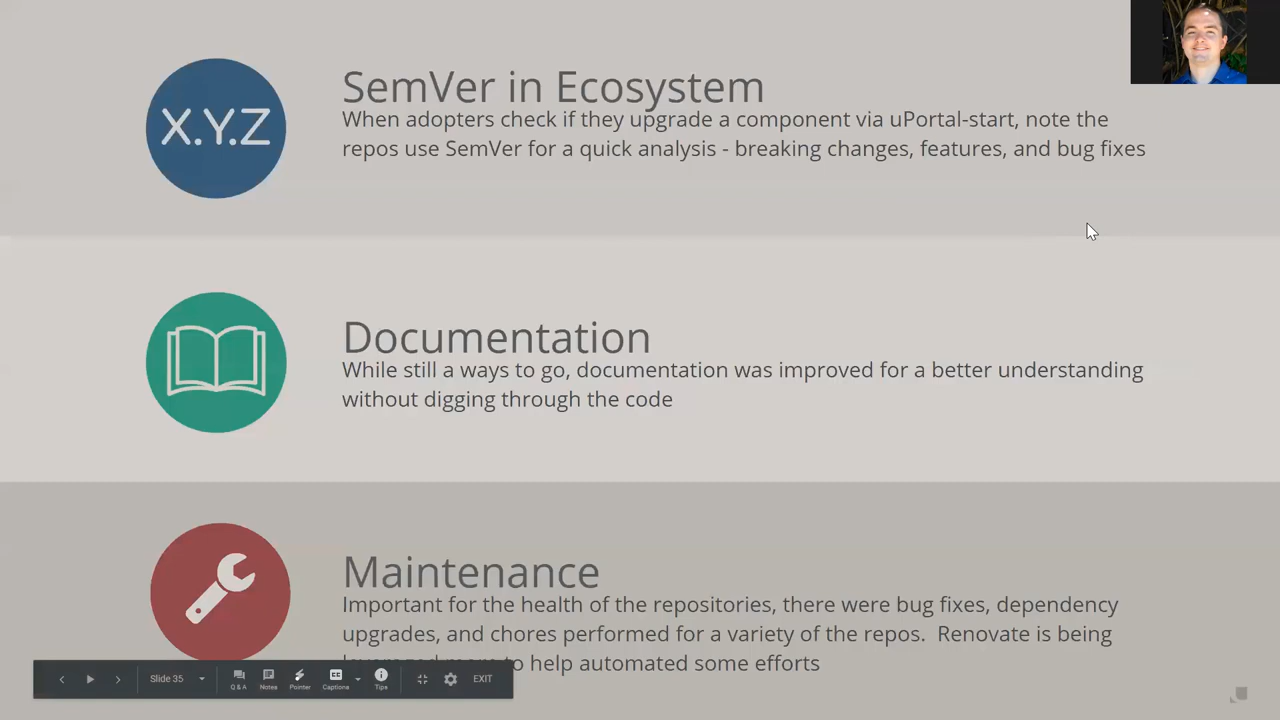 X.Y.Z
SemVer in Ecosystem
When adopters check if they upgrade a component via uPortal-start, note the
repos use SemVer for a quick analysis - breaking changes, features, and bug fixes
Documentation
While still a ways to go, documentation was improved for a better understanding
without digging through the code
Maintenance
Important for the health of the repositories, there were bug fixes, dependency
upgrades, and chores performed for a variety of the repos. Renovate is being
to help automated some efforts
Slide 35
Q & A
Notes
Pointer
Captions
Tips
EXIT